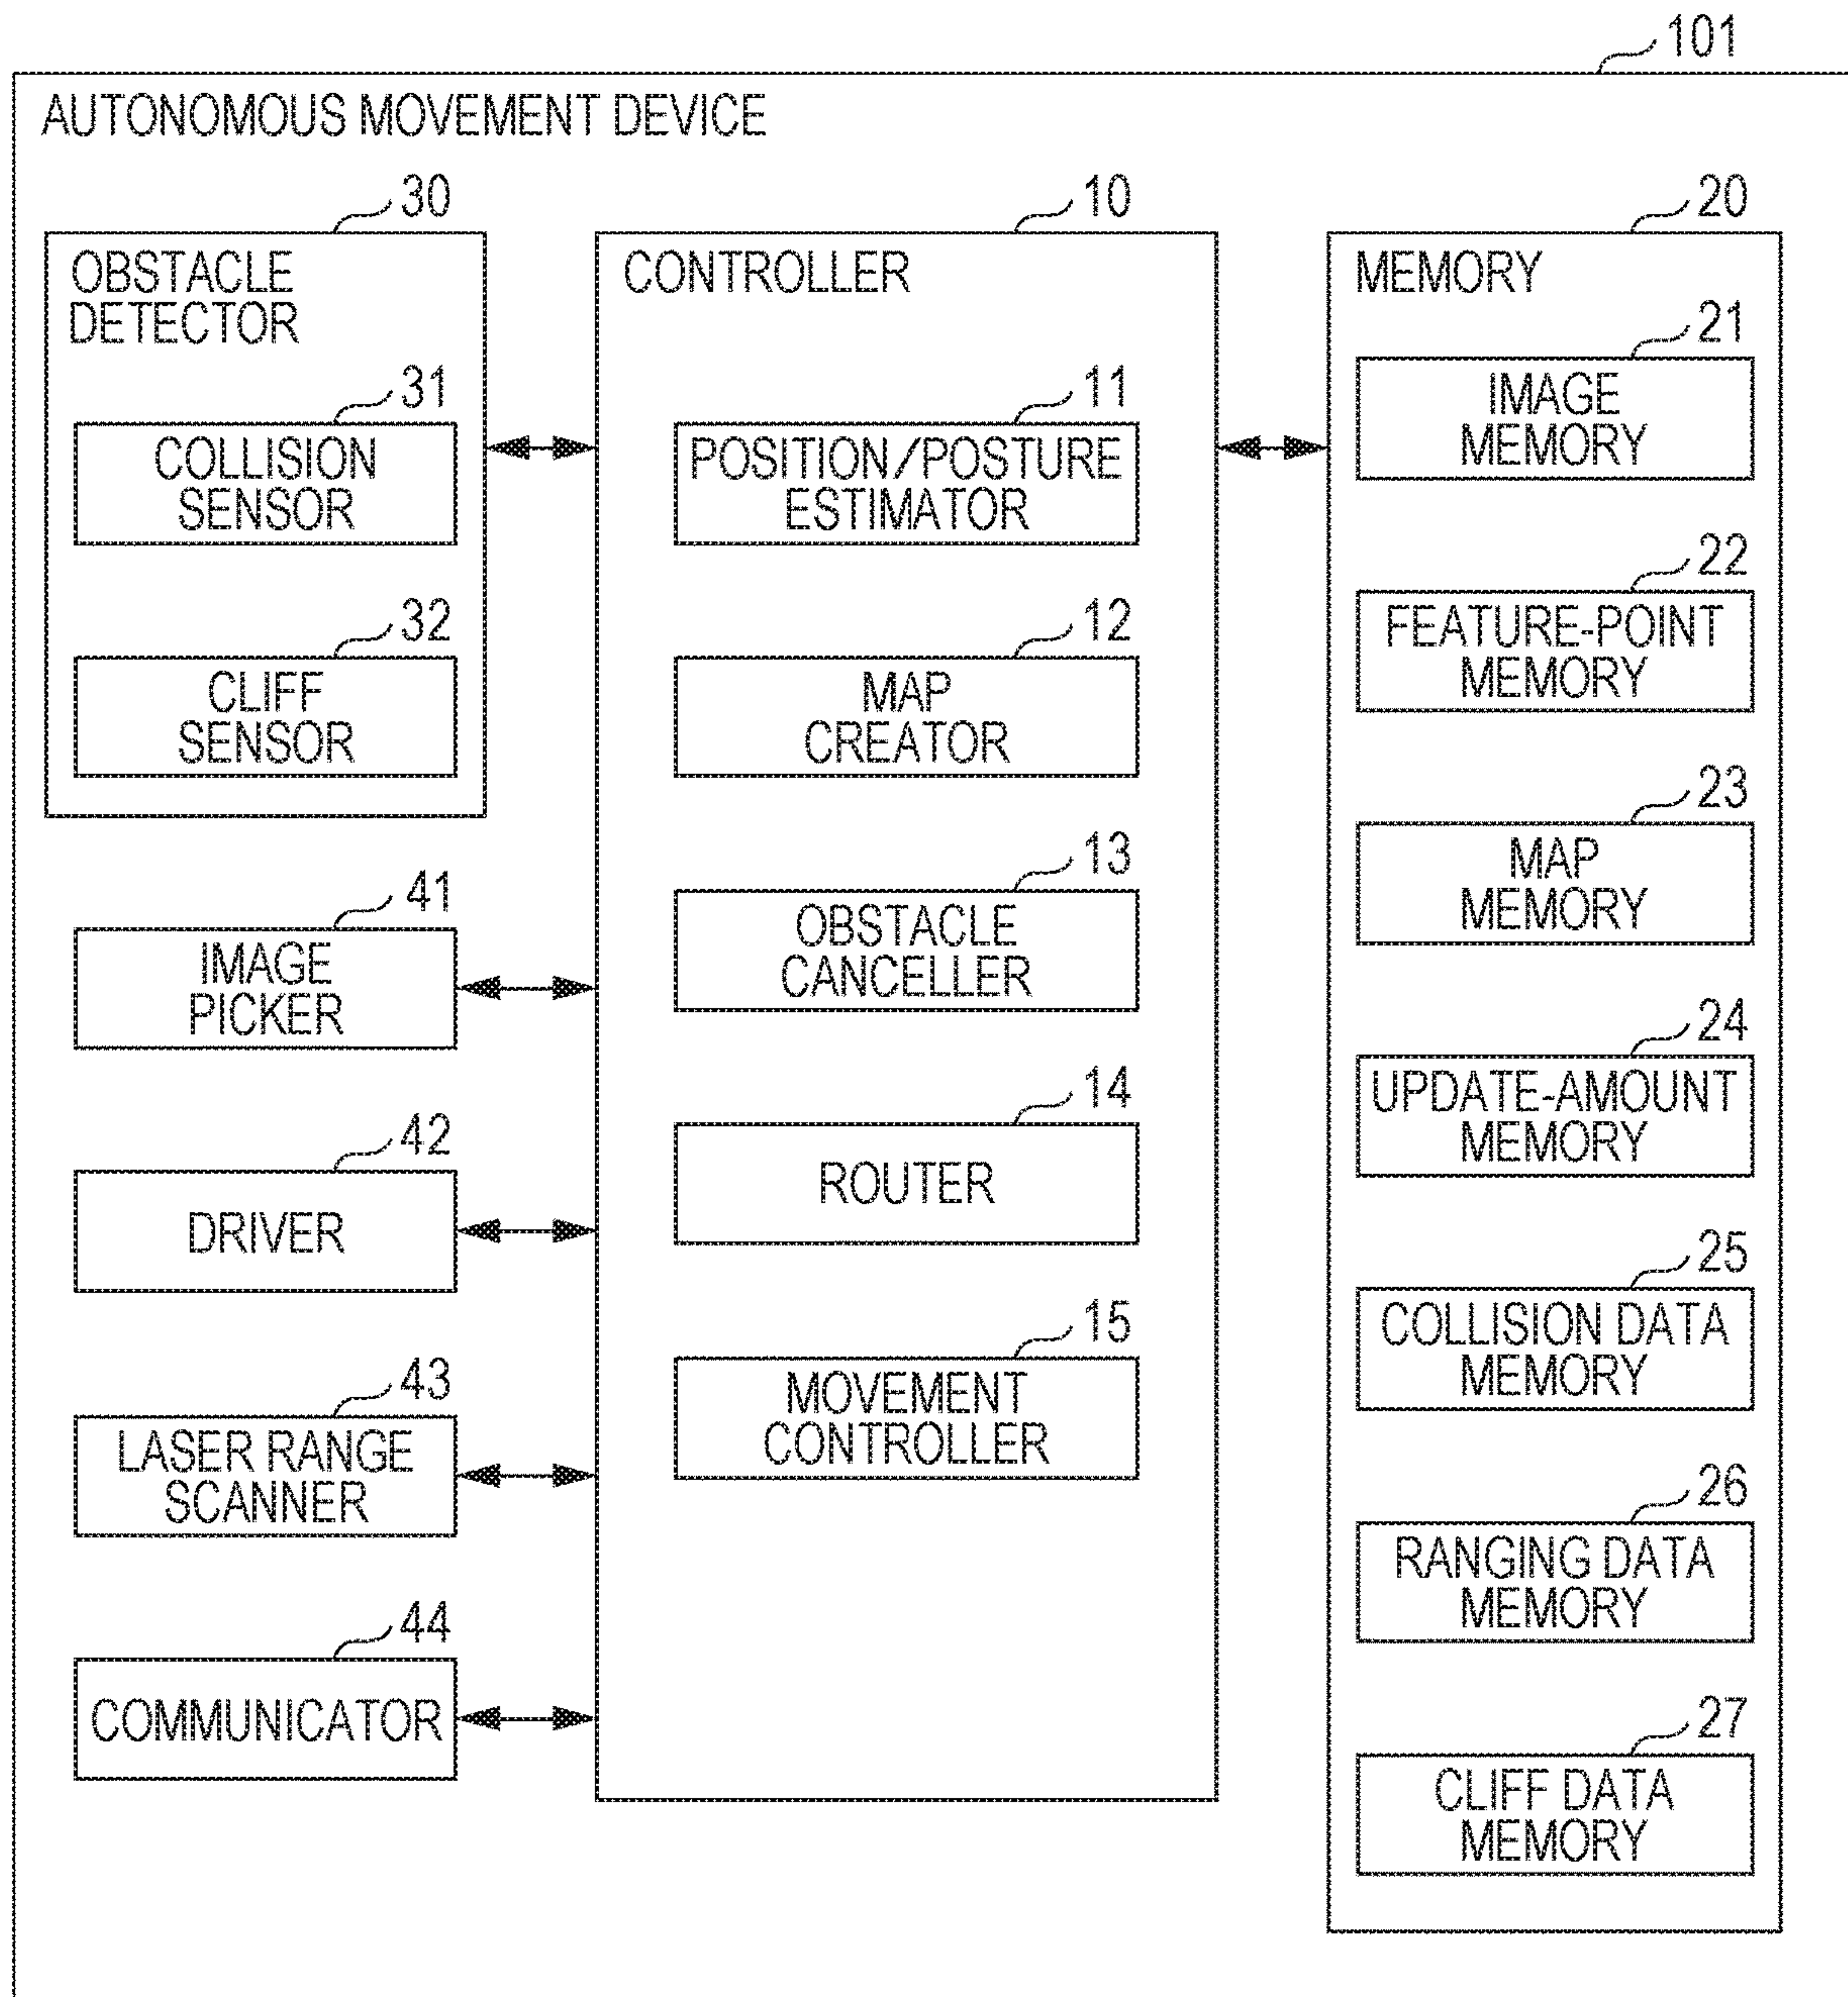 101
AUTONOMOUS MOVEMENT DEVICE
30
OBSTACLE
DETECTOR
31
COLLISION
SENSOR
32
CLIFF
SENSOR
41
IMAGE
PICKER
42
DRIVER
43
LASER RANGE
SCANNER
44
COMMUNICATOR
10
CONTROLLER
11
POSITION/POSTURE
ESTIMATOR
12
MAP
CREATOR
13
OBSTACLE
CANCELLER
14
ROUTER
15
MOVEMENT
CONTROLLER
20
MEMORY
21
IMAGE
MEMORY
22
FEATURE-POINT
MEMORY
23
MAP
MEMORY
24
UPDATE-AMOUNT
MEMORY
25
COLLISION DATA
MEMORY
26
RANGING DATA
MEMORY
27
CLIFF DATA
MEMORY